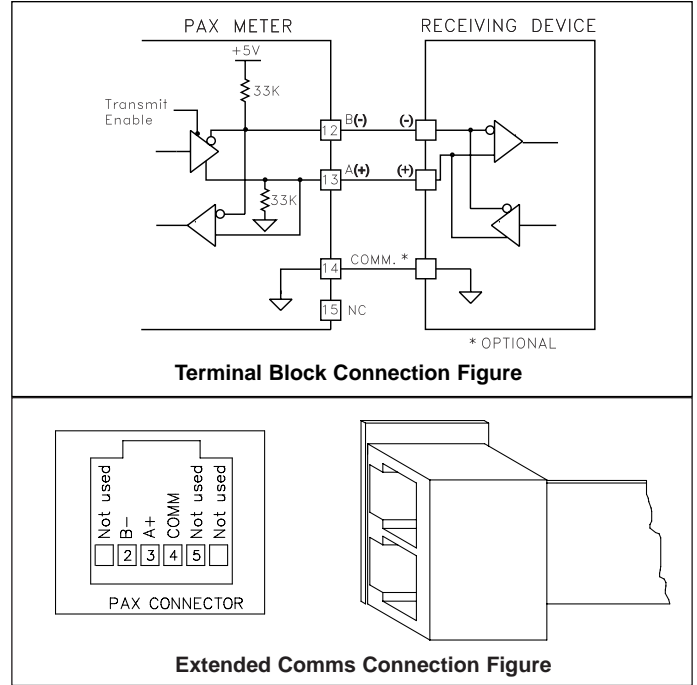 PAX METER
RECEIVING DEVICE
+5V
33K
Transmit
Enable
12 B(-) (-)
13 A(+) (+)
33K
14 COMM. *
15 NC
* OPTIONAL
Terminal Block Connection Figure
Not used
B-
A+
COMM
Not used
Not used
2 3 4 5
PAX CONNECTOR
Extended Comms Connection Figure